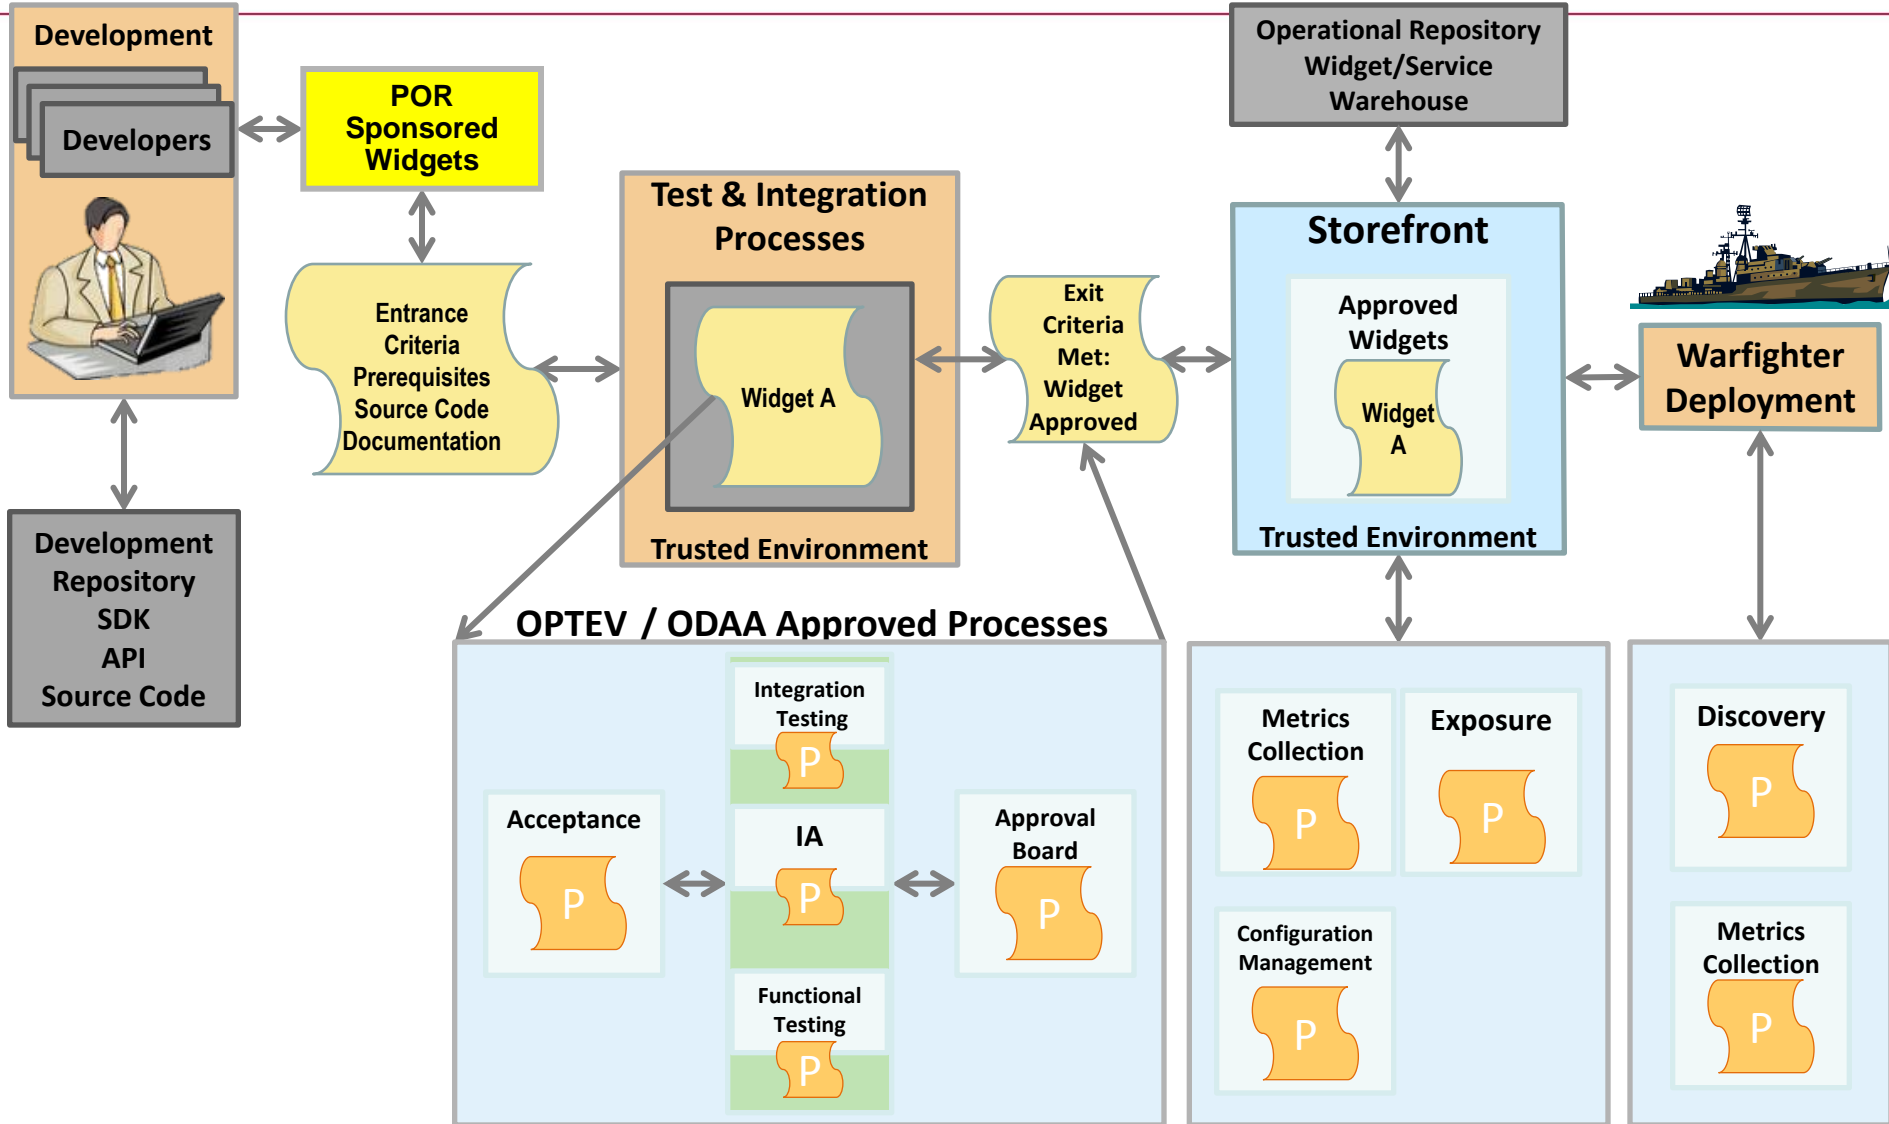 Development
Developers
POR
Sponsored
Widgets
Entrance
Criteria
Prerequisites
Source Code
Documentation
Development
Repository
SDK
API
Source Code
Test & Integration
Processes
Widget A
Trusted Environment
Exit
Criteria
Met:
Widget
Approved
Operational Repository
Widget/Service
Warehouse
Storefront
Approved
Widgets
Widget
A
Trusted Environment
Warfighter
Deployment
OPTEV / ODAA Approved Processes
Acceptance
P
Integration
Testing
P
IA
P
Functional
Testing
P
Approval
Board
P
Metrics
Collection
P
Exposure
P
Configuration
Management
P
Discovery
P
Metrics
Collection
P